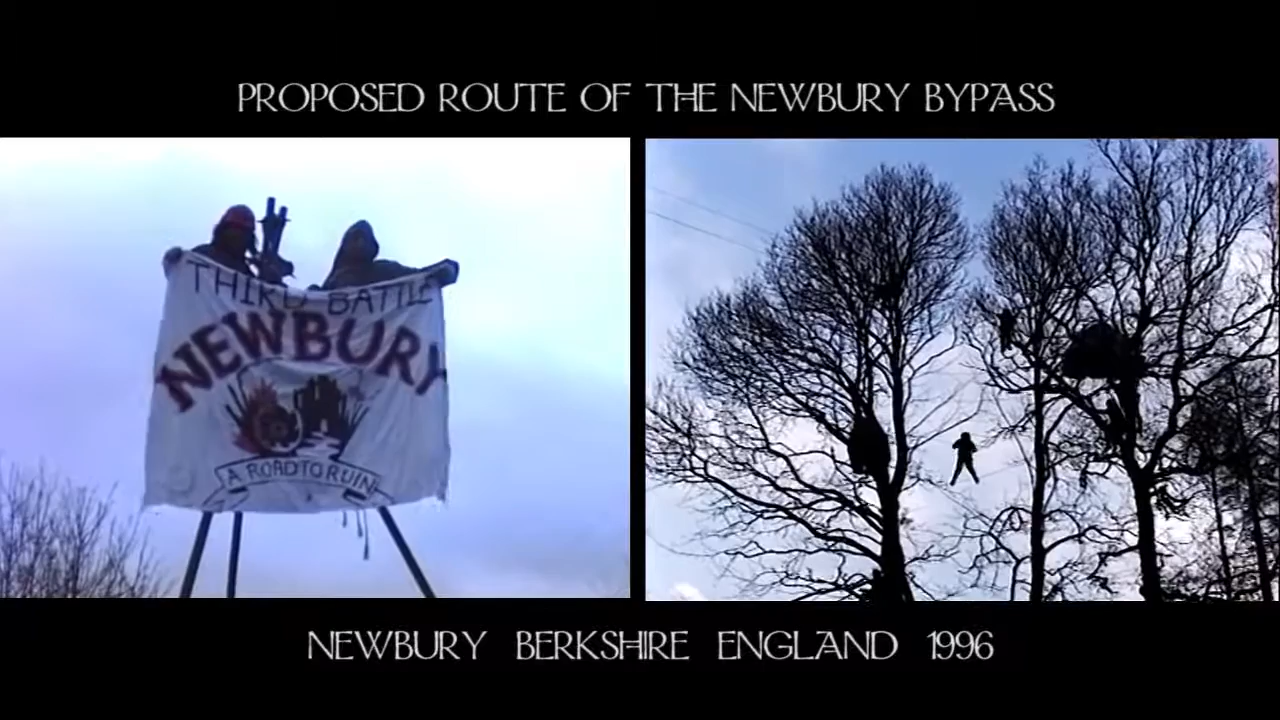 PROPOSED ROUTE OF THE NEWBURY BYPASS
THIRD BATTLE
NEWBURY
A ROAD TO RUIN
NEWBURY BERKSHIRE ENGLAND 1996